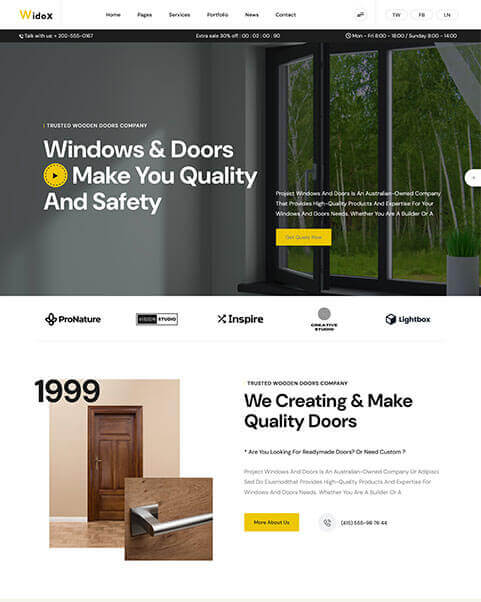 WidoX
Home Pages Services Portfolio News Contact
TW FB LN
Talk with us: + 202-555-0167
Extra sale 30% off : 00 : 02 : 00 : 90
Mon - Fri 8:00 - 18:00 / Sunday 8:00 - 14:00
TRUSTED WOODEN DOORS COMPANY
Windows & Doors
Make You Quality
And Safety
Project Windows And Doors Is An Australian-Owned Company
That Provides High-Quality Products And Expertise For Your
Windows And Doors Needs. Whether You Are A Builder Or A
Get Quote Now
ProNature
STUDIO
Inspire
CREATIVE
STUDIO
Lightbox
1999
TRUSTED WOODEN DOORS COMPANY
We Creating & Make
Quality Doors
* Are You Looking For Readymade Doors? Or Need Custom ?
Project Windows And Doors Is An Australian-Owned Company Ur Adipisci
Sed Do Eiusmodthat Provides High-Quality Products And Expertise For
Windows And Doors Needs. Whether You Are A Builder Or A
More About Us
(415) 555-96 76 44